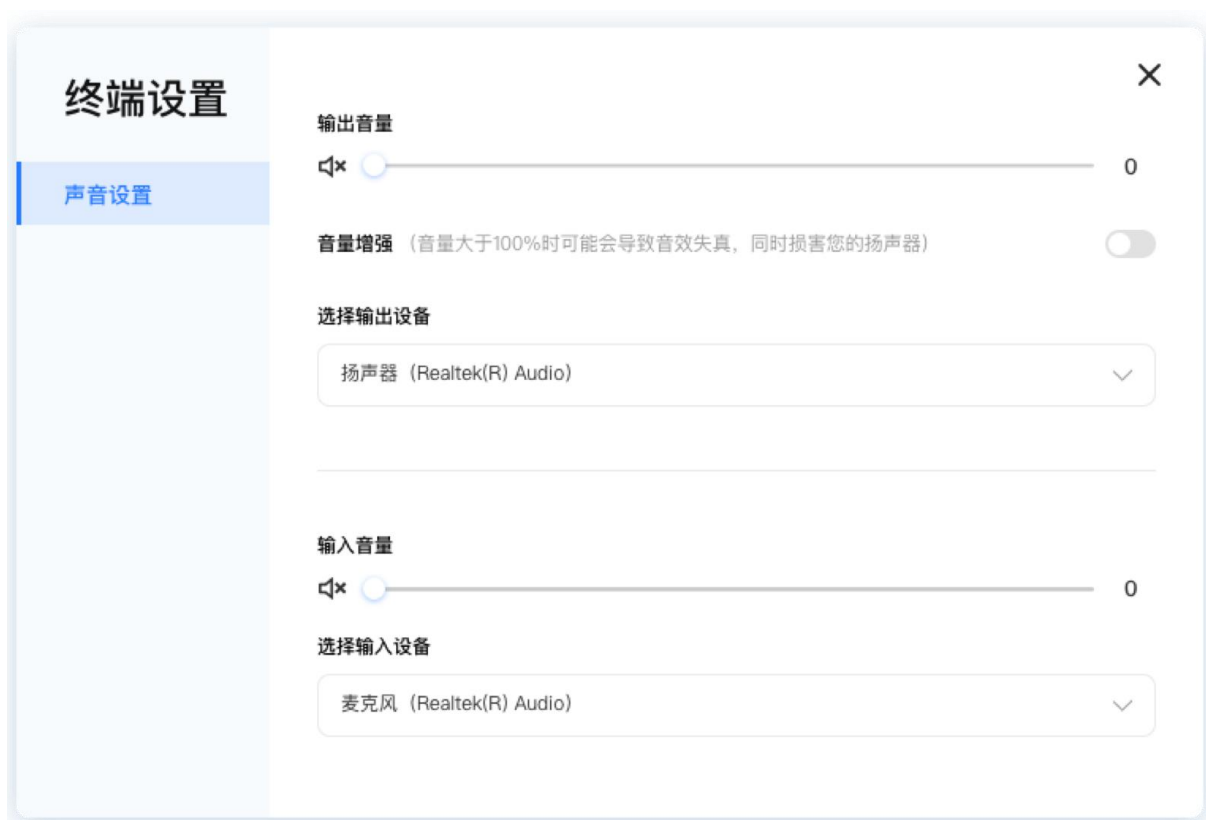 终端设置
声音设置
输出音量
0
音量增强（音量大于100%时可能会导致音效失真，同时损害您的扬声器）
选择输出设备
扬声器（Realtek(R) Audio）
输入音量
0
选择输入设备
麦克风（Realtek(R) Audio）